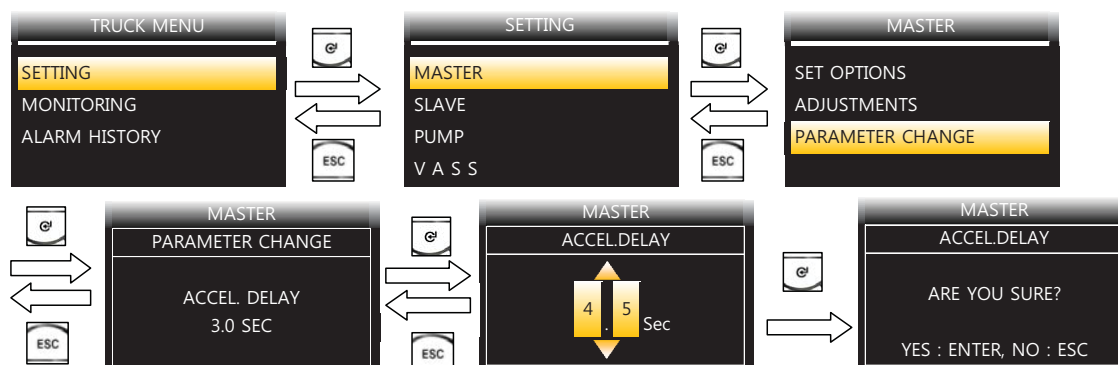 TRUCK MENU
SETTING
MONITORING
ALARM HISTORY
ESC
SETTING
MASTER
SLAVE
PUMP
V A S S
ESC
MASTER
SET OPTIONS
ADJUSTMENTS
PARAMETER CHANGE
ESC
MASTER
PARAMETER CHANGE
ACCEL. DELAY
3.0 SEC
ESC
MASTER
ACCEL.DELAY
4 . 5 Sec
MASTER
ACCEL.DELAY
ARE YOU SURE?
YES : ENTER, NO : ESC